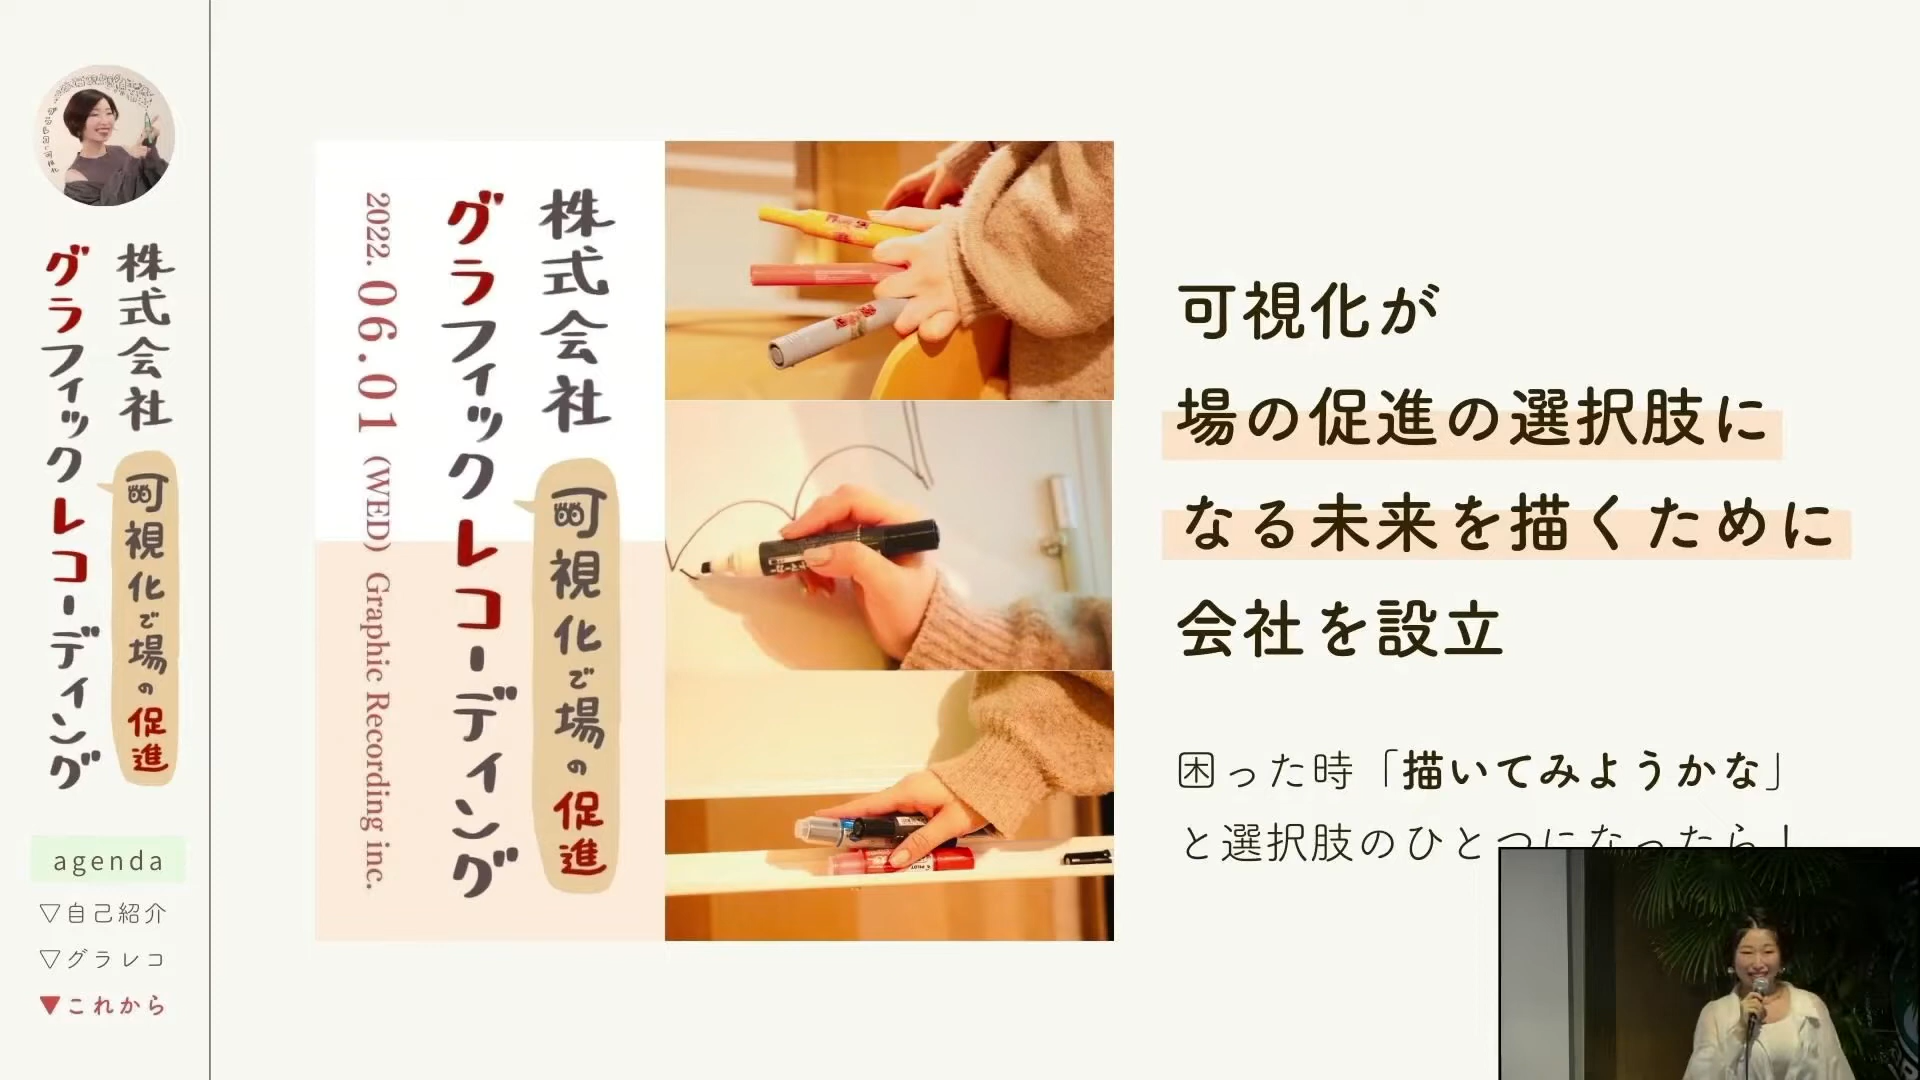 株式会社
グラフィックレコーディング
可視化で場の促進
agenda
▽自己紹介
▽グラレコ
▼これから
株式会社
グラフィックレコーディング
可視化で場の促進
2022.06.01 (WED) Graphic Recording inc.
可視化が
場の促進の選択肢に
なる未来を描くために
会社を設立
困った時「描いてみようかな」
と選択肢のひとつになったら！